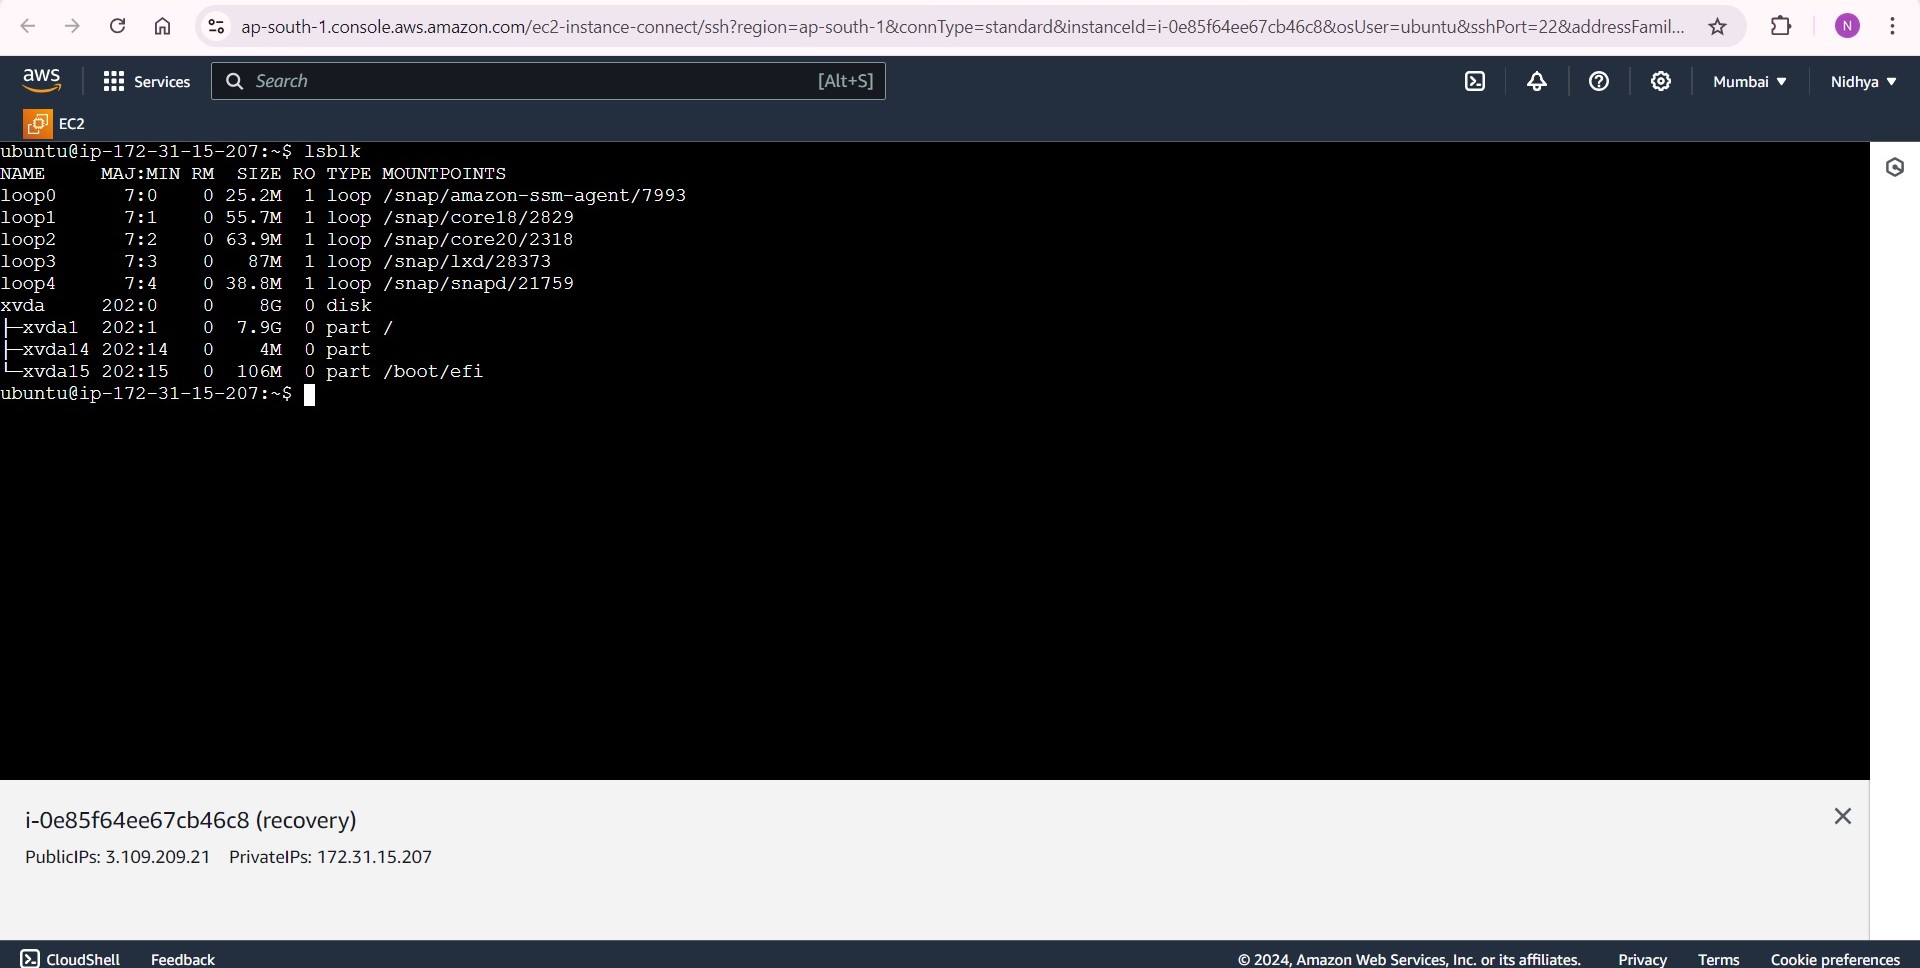 ap-south-1.console.aws.amazon.com/ec2-instance-connect/ssh?region=ap-south-1&connType=standard&instanceId=i-0e85f64ee67cb46c8&osUser=ubuntu&sshPort=22&addressFamil...
N
aws
Services
Search
[Alt+S]
Mumbai
Nidhya
EC2
ubuntu@ip-172-31-15-207:~$ lsblk
NAME     MAJ:MIN RM   SIZE RO TYPE MOUNTPOINTS
loop0      7:0    0 25.2M  1 loop /snap/amazon-ssm-agent/7993
loop1      7:1    0 55.7M  1 loop /snap/core18/2829
loop2      7:2    0 63.9M  1 loop /snap/core20/2318
loop3      7:3    0   87M  1 loop /snap/lxd/28373
loop4      7:4    0 38.8M  1 loop /snap/snapd/21759
xvda     202:0    0    8G  0 disk
├─xvda1  202:1    0  7.9G  0 part /
├─xvda14 202:14   0    4M  0 part
└─xvda15 202:15   0  106M  0 part /boot/efi
ubuntu@ip-172-31-15-207:~$
i-0e85f64ee67cb46c8 (recovery)
PublicIPs: 3.109.209.21 PrivateIPs: 172.31.15.207
CloudShell Feedback © 2024, Amazon Web Services, Inc. or its affiliates. Privacy Terms Cookie preferences